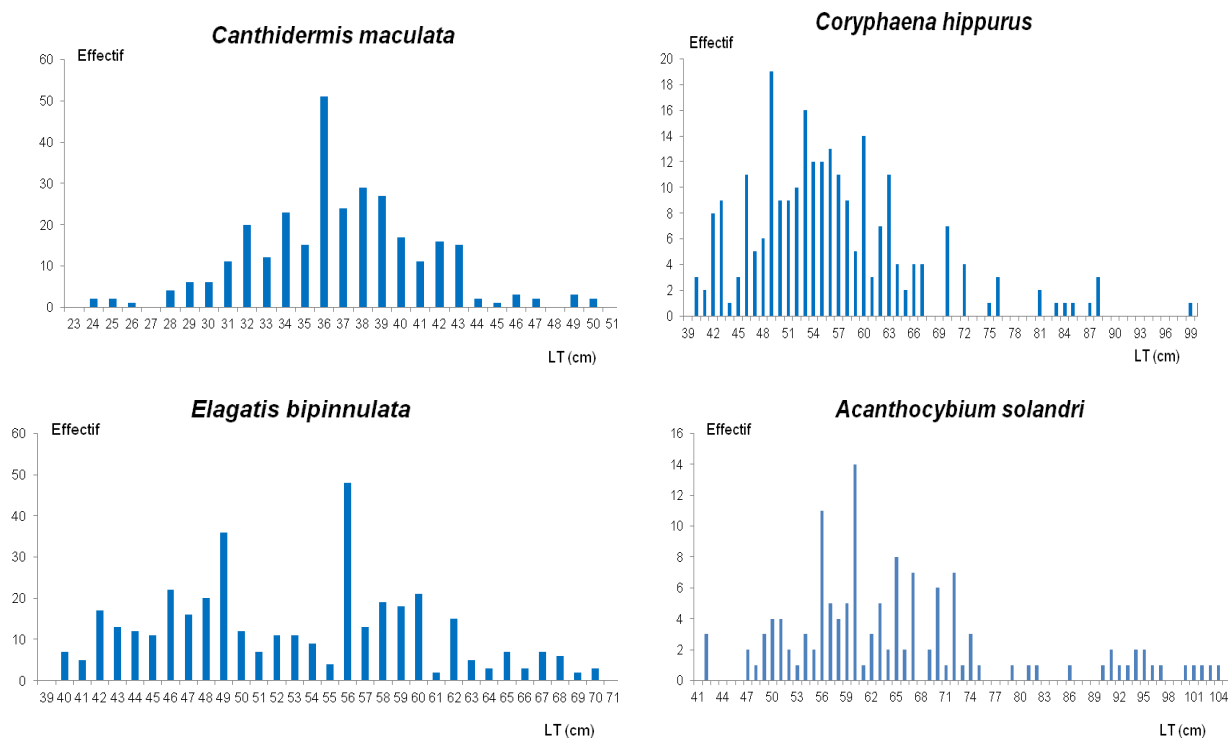 Canthidermis maculata
Effectif
60
50
40
30
20
10
0
23 24 25 26 27 28 29 30 31 32 33 34 35 36 37 38 39 40 41 42 43 44 45 46 47 48 49 50 51
LT (cm)
Coryphaena hippurus
Effectif
20
18
16
14
12
10
8
6
4
2
0
39 42 45 48 51 54 57 60 63 66 69 72 75 78 81 84 87 90 93 96 99
LT (cm)
Elagatis bipinnulata
Effectif
60
50
40
30
20
10
0
39 40 41 42 43 44 45 46 47 48 49 50 51 52 53 54 55 56 57 58 59 60 61 62 63 64 65 66 67 68 69 70 71
LT (cm)
Acanthocybium solandri
Effectif
16
14
12
10
8
6
4
2
0
41 44 47 50 53 56 59 62 65 68 71 74 77 80 83 86 89 92 95 98 101 104
LT (cm)